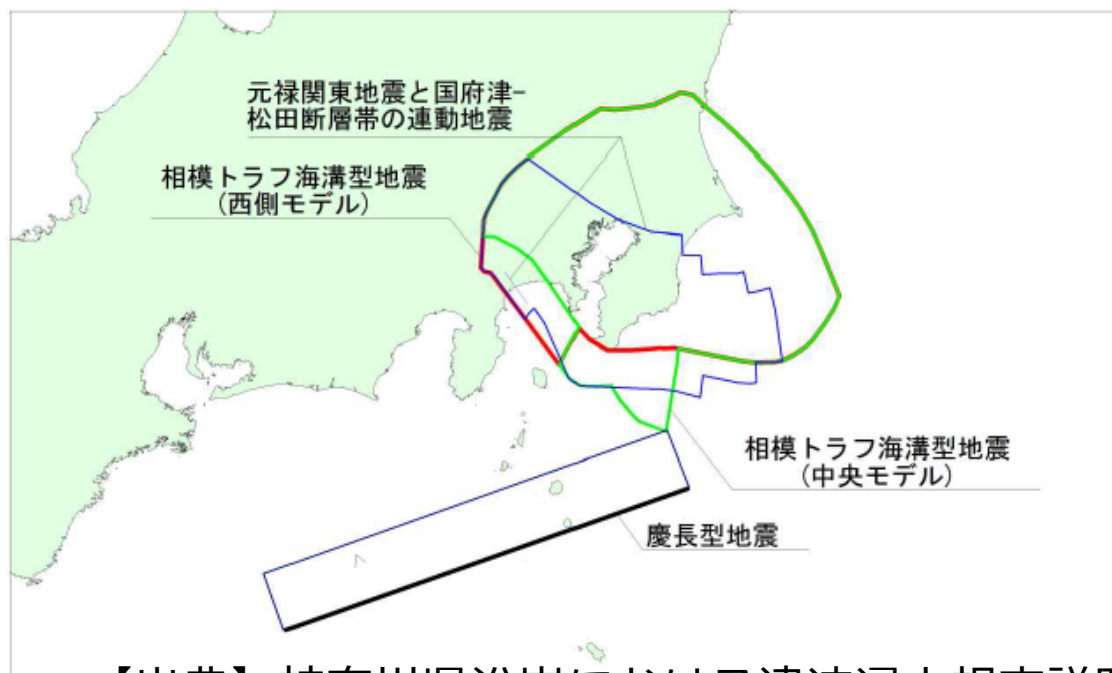 元禄関東地震と国府津-
松田断層帯の連動地震
相模トラフ海溝型地震
(西側モデル)
相模トラフ海溝型地震
(中央モデル)
慶長型地震